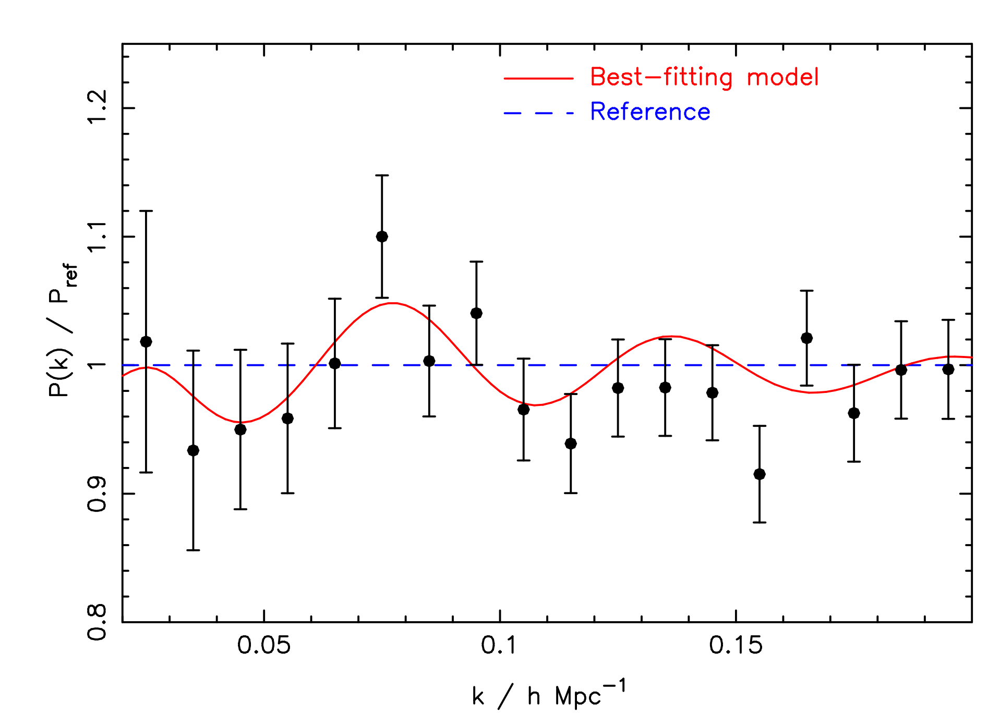 Best-fitting model
Reference
1.2
1.1
1
0.9
0.8
P(k) / Pref
0.05 0.1 0.15
k / h Mpc−1